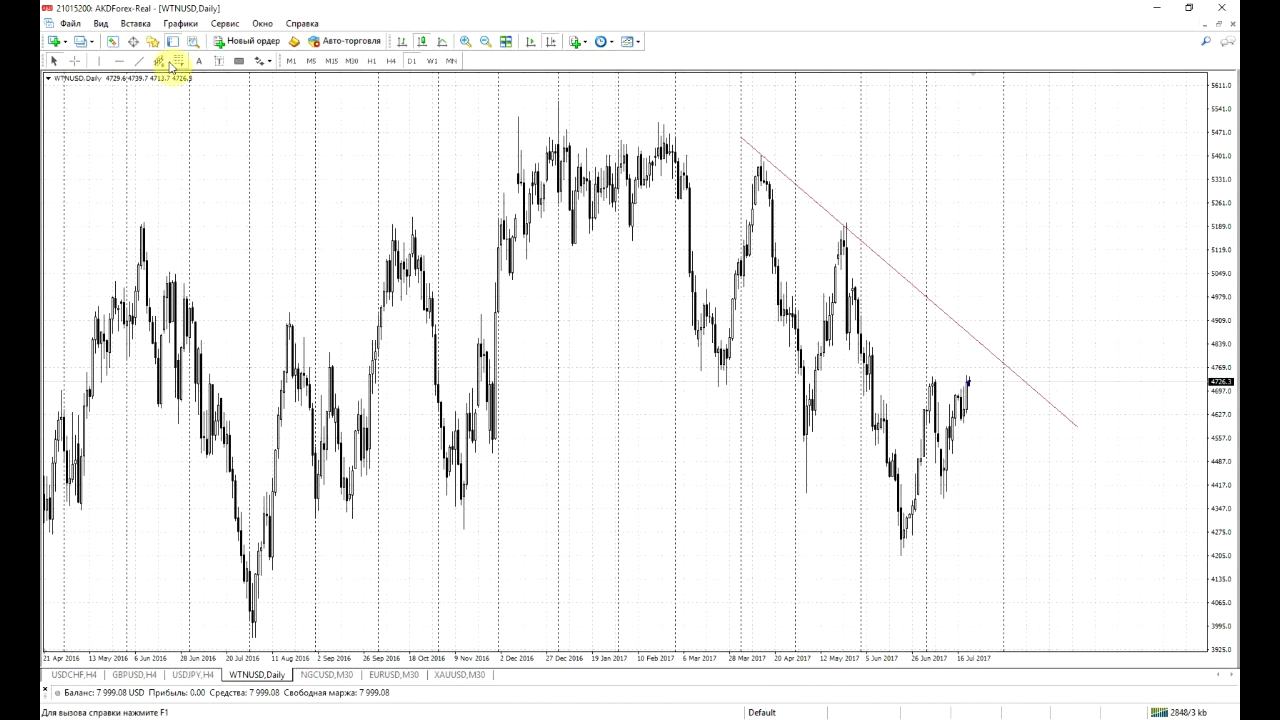 21015200: AKDForex-Real - [WTNUSD,Daily]
Файл Вид Вставка Графики Сервис Окно Справка
Новый ордер Авто-торговля
A T M1 M5 M15 M30 H1 H4 D1 W1 MN
WTNUSD,Daily 4729.6 4739.7 4713.7 4726.3
5611.0
5541.0
5471.0
5401.0
5331.0
5261.0
5189.0
5119.0
5049.0
4979.0
4909.0
4839.0
4769.0
4726.3
4697.0
4627.0
4557.0
4487.0
4417.0
4347.0
4275.0
4205.0
4135.0
4065.0
3995.0
3925.0
21 Apr 2016 13 May 2016 6 Jun 2016 28 Jun 2016 20 Jul 2016 11 Aug 2016 2 Sep 2016 26 Sep 2016 18 Oct 2016 9 Nov 2016 2 Dec 2016 27 Dec 2016 19 Jan 2017 10 Feb 2017 6 Mar 2017 28 Mar 2017 20 Apr 2017 12 May 2017 5 Jun 2017 26 Jun 2017 16 Jul 2017
USDCHF,H4 GBPUSD,H4 USDJPY,H4 WTNUSD,Daily NGCUSD,M30 EURUSD,M30 XAUUSD,M30
Баланс: 7 999.08 USD Прибыль: 0.00 Средства: 7 999.08 Свободная маржа: 7 999.08
Для вызова справки нажмите F1 Default 2848/3 kb